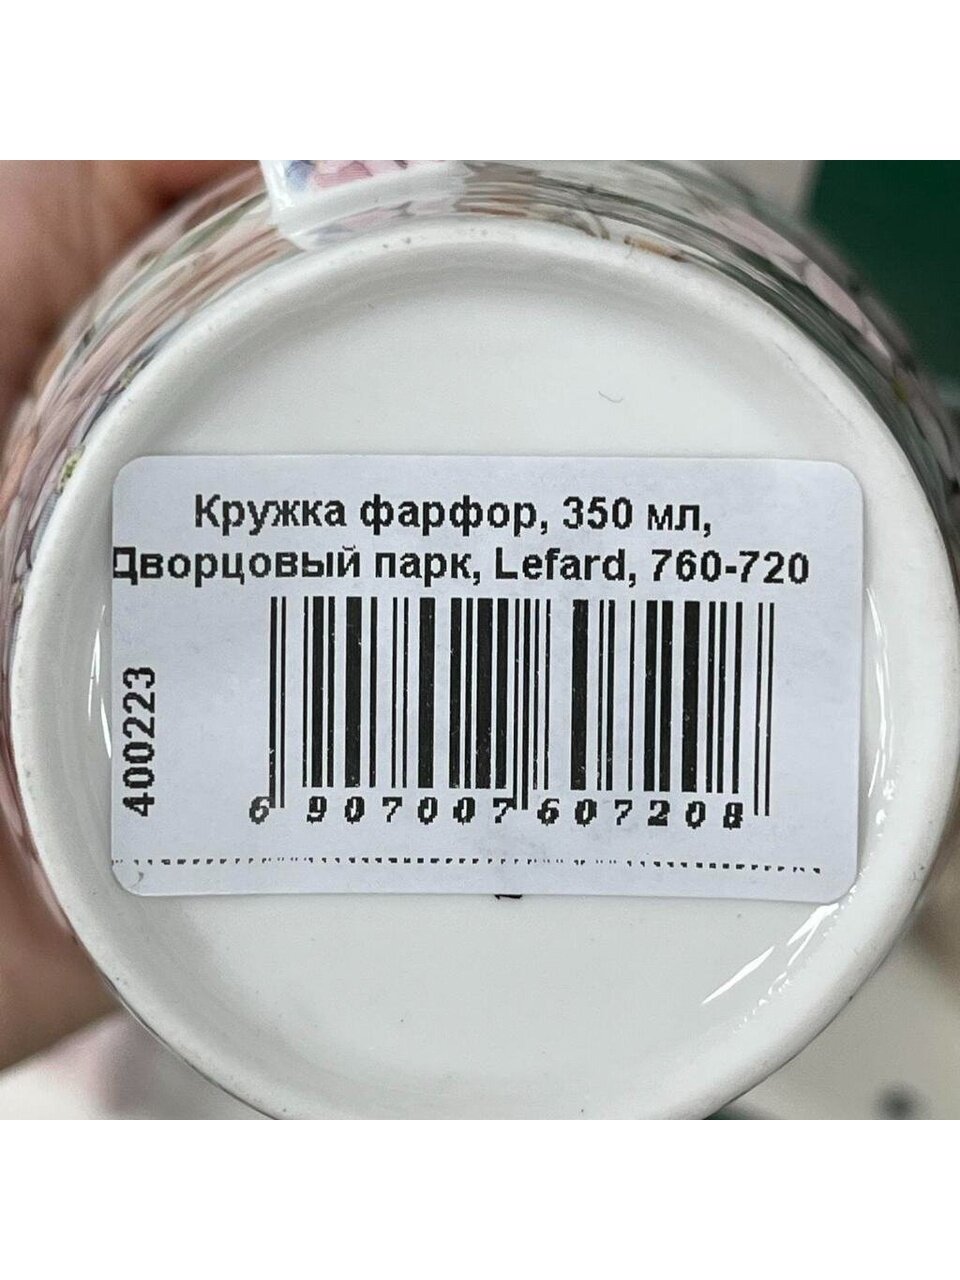 Кружка фарфор, 350 мл,
Дворцовый парк, Lefard, 760-720
400223
6 907007 607208